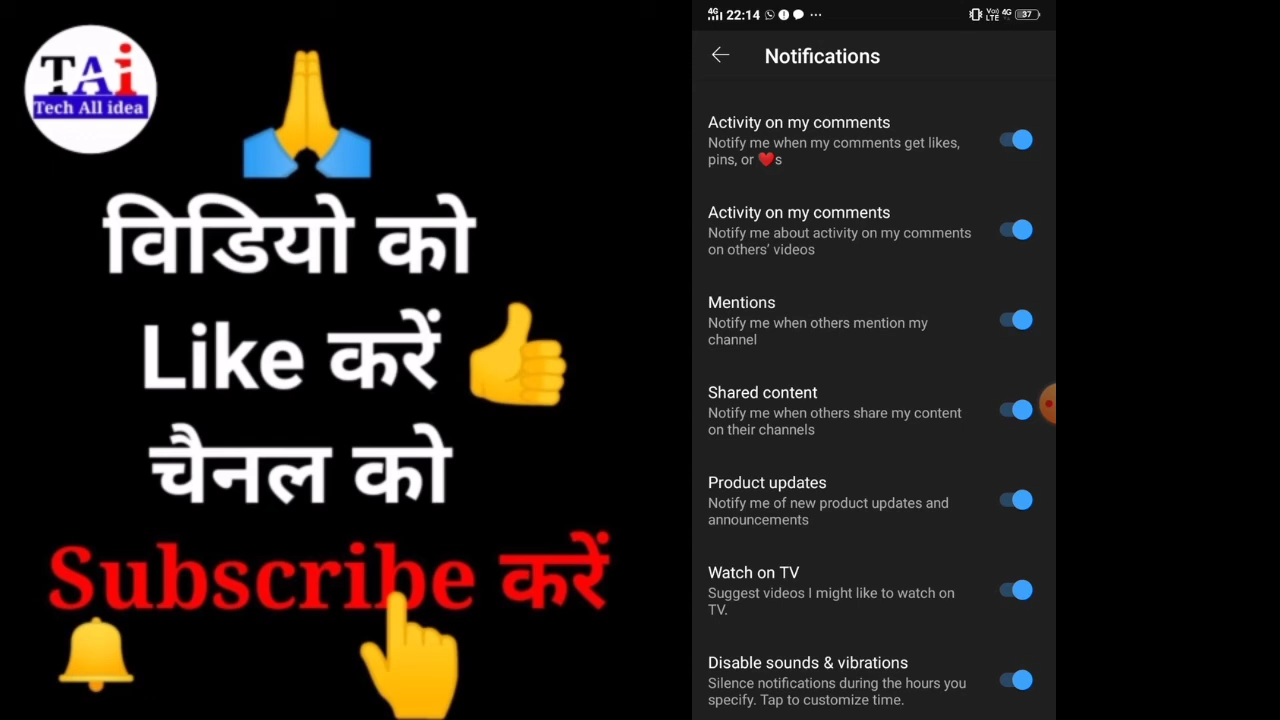 TAi
Tech All idea
विडियो को
Like करें
चैनल को
Subscribe करें
4G 22:14
VoLTE 4G 37
Notifications
Activity on my comments
Notify me when my comments get likes,
pins, or ❤️s
Activity on my comments
Notify me about activity on my comments
on others’ videos
Mentions
Notify me when others mention my
channel
Shared content
Notify me when others share my content
on their channels
Product updates
Notify me of new product updates and
announcements
Watch on TV
Suggest videos I might like to watch on
TV.
Disable sounds & vibrations
Silence notifications during the hours you
specify. Tap to customize time.